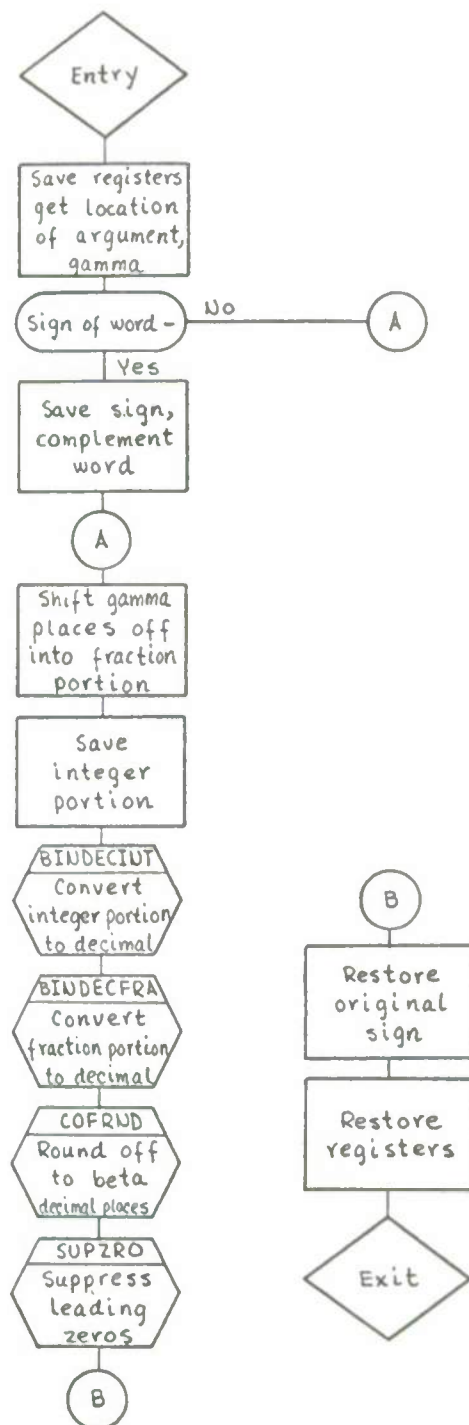 Entry
Save registers
get location
of argument,
gamma
Sign of word -
No
A
Yes
Save sign,
complement
word
A
Shift gamma
places off
into fraction
portion
Save
integer
portion
BINDECINT
Convert
integer portion
to decimal
BINDECFRA
Convert
fraction portion
to decimal
COFRND
Round off
to beta
decimal places
SUPZRO
Suppress
leading
zeros
B
B
Restore
original
sign
Restore
registers
Exit